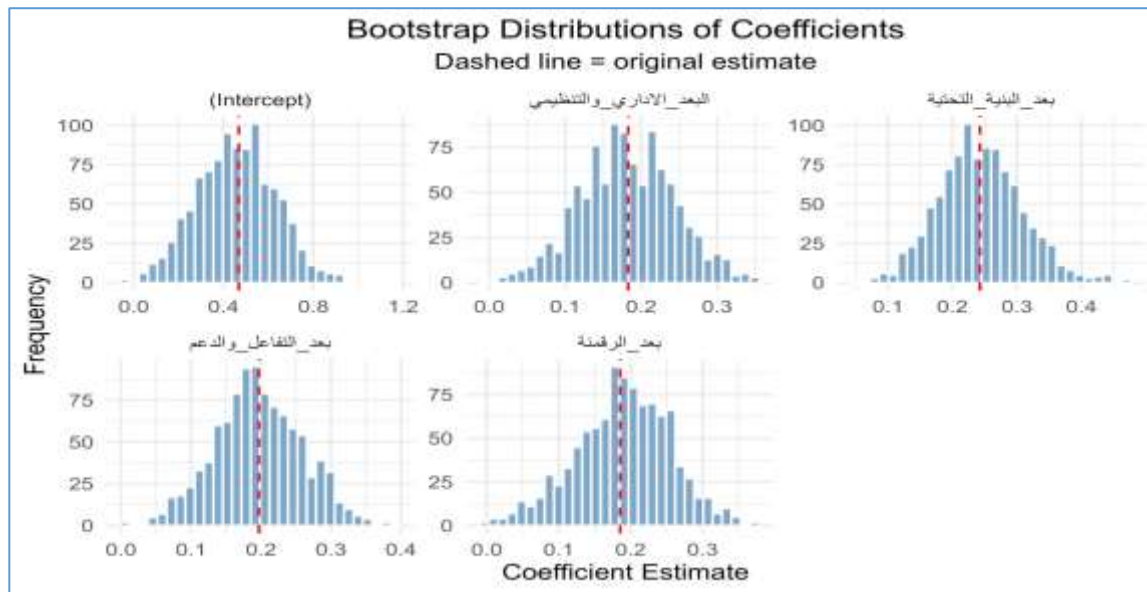 Bootstrap Distributions of Coefficients
Dashed line = original estimate
(Intercept)
البعد_الاداري_والتنظيمي
بعد_البنية_التحتية
100
75
50
25
0
0.0 0.4 0.8 1.2
75
50
25
0
0.1 0.2 0.3
100
75
50
25
0
0.1 0.2 0.3 0.4
Frequency
بعد_التفاعل_والدعم
بعد_الرقمنة
75
50
25
0
0.0 0.1 0.2 0.3 0.4
75
50
25
0
0.0 0.1 0.2 0.3
Coefficient Estimate